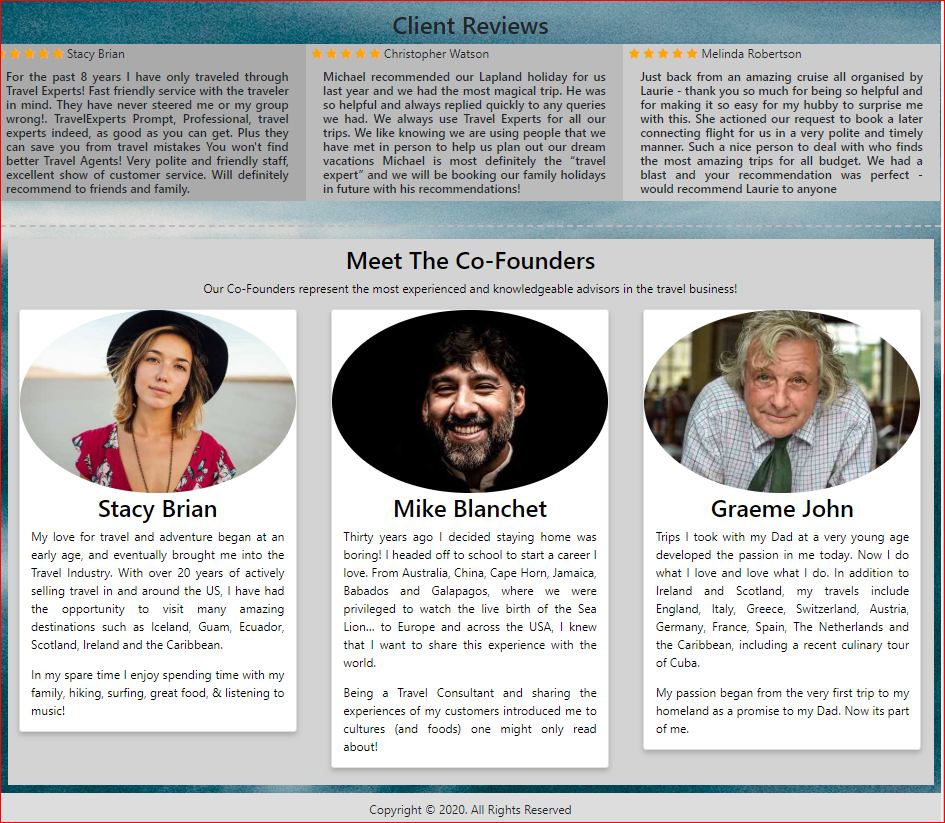 Client Reviews
Stacy Brian
For the past 8 years I have only traveled through
Travel Experts! Fast friendly service with the traveler
in mind. They have never steered me or my group
wrong!. TravelExperts Prompt, Professional, travel
experts indeed, as good as you can get. Plus they
can save you from travel mistakes You won't find
better Travel Agents! Very polite and friendly staff,
excellent show of customer service. Will definitely
recommend to friends and family.
Christopher Watson
Michael recommended our Lapland holiday for us
last year and we had the most magical trip. He was
so helpful and always replied quickly to any queries
we had. We always use Travel Experts for all our
trips. We like knowing we are using people that we
have met in person to help us plan out our dream
vacations Michael is most definitely the “travel
expert” and we will be booking our family holidays
in future with his recommendations!
Melinda Robertson
Just back from an amazing cruise all organised by
Laurie - thank you so much for being so helpful and
for making it so easy for my hubby to surprise me
with this. She actioned our request to book a later
connecting flight for us in a very polite and timely
manner. Such a nice person to deal with who finds
the most amazing trips for all budget. We had a
blast and your recommendation was perfect -
would recommend Laurie to anyone
Meet The Co-Founders
Our Co-Founders represent the most experienced and knowledgeable advisors in the travel business!
Stacy Brian
My love for travel and adventure began at an
early age, and eventually brought me into the
Travel Industry. With over 20 years of actively
selling travel in and around the US, I have had
the opportunity to visit many amazing
destinations such as Iceland, Guam, Ecuador,
Scotland, Ireland and the Caribbean.
In my spare time I enjoy spending time with my
family, hiking, surfing, great food, & listening to
music!
Mike Blanchet
Thirty years ago I decided staying home was
boring! I headed off to school to start a career I
love. From Australia, China, Cape Horn, Jamaica,
Babados and Galapagos, where we were
privileged to watch the live birth of the Sea
Lion... to Europe and across the USA, I knew
that I want to share this experience with the
world.
Being a Travel Consultant and sharing the
experiences of my customers introduced me to
cultures (and foods) one might only read
about!
Graeme John
Trips I took with my Dad at a very young age
developed the passion in me today. Now I do
what I love and love what I do. In addition to
Ireland and Scotland, my travels include
England, Italy, Greece, Switzerland, Austria,
Germany, France, Spain, The Netherlands and
the Caribbean, including a recent culinary tour
of Cuba.
My passion began from the very first trip to my
homeland as a promise to my Dad. Now its part
of me.
Copyright © 2020. All Rights Reserved